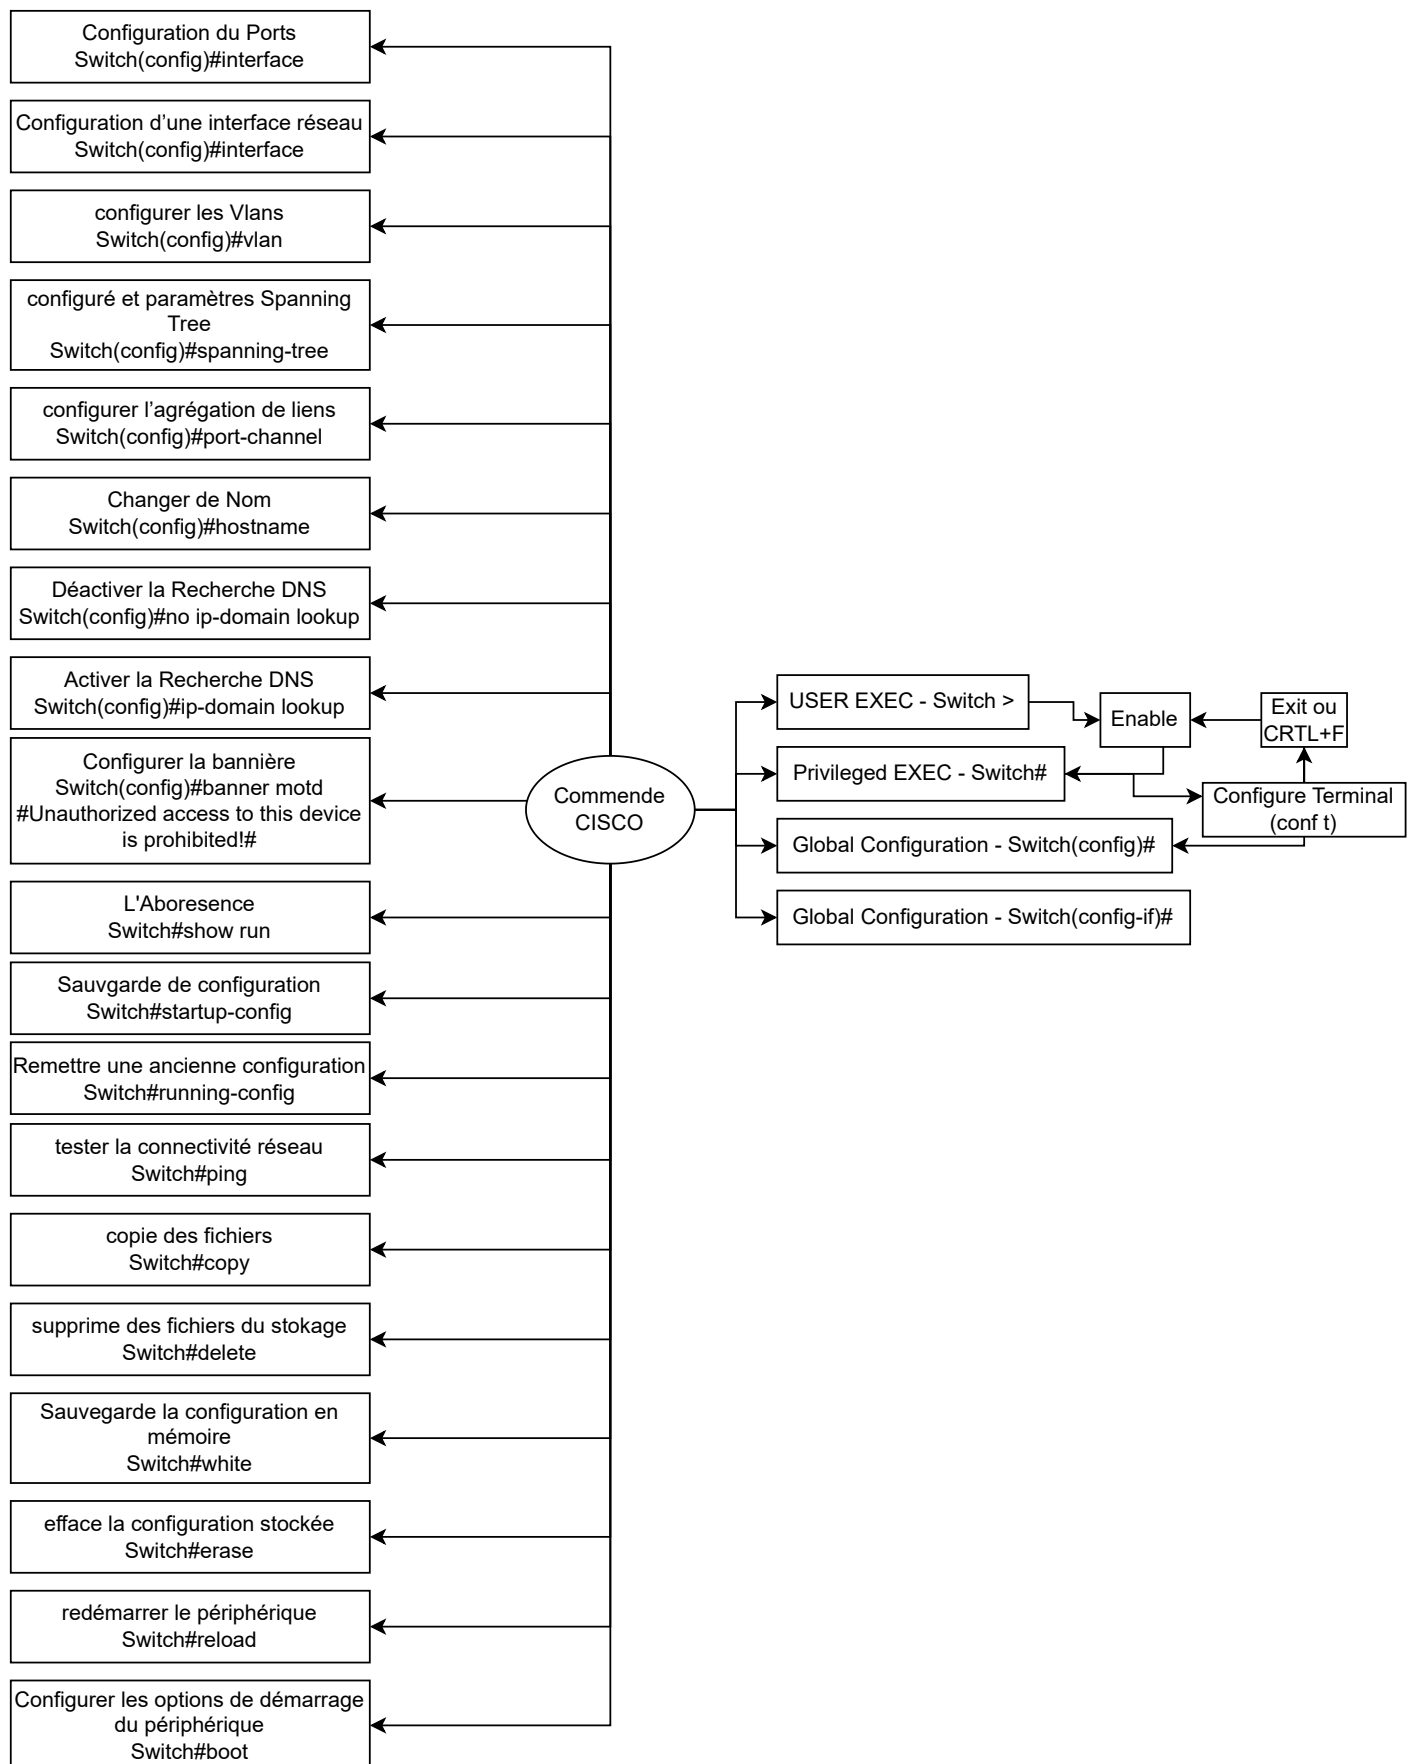 Configuration du Ports
Switch(config)#interface
Configuration d’une interface réseau
Switch(config)#interface
configurer les Vlans
Switch(config)#vlan
configuré et paramètres Spanning
Tree
Switch(config)#spanning-tree
configurer l’agrégation de liens
Switch(config)#port-channel
Changer de Nom
Switch(config)#hostname
Déactiver la Recherche DNS
Switch(config)#no ip-domain lookup
Activer la Recherche DNS
Switch(config)#ip-domain lookup
Configurer la bannière
Switch(config)#banner motd
#Unauthorized access to this device
is prohibited!#
L'Aboresence
Switch#show run
Sauvgarde de configuration
Switch#startup-config
Remettre une ancienne configuration
Switch#running-config
tester la connectivité réseau
Switch#ping
copie des fichiers
Switch#copy
supprime des fichiers du stokage
Switch#delete
Sauvegarde la configuration en
mémoire
Switch#white
efface la configuration stockée
Switch#erase
redémarrer le périphérique
Switch#reload
Configurer les options de démarrage
du périphérique
Switch#boot
Commende
CISCO
USER EXEC - Switch >
Enable
Exit ou
CRTL+F
Privileged EXEC - Switch#
Configure Terminal
(conf t)
Global Configuration - Switch(config)#
Global Configuration - Switch(config-if)#